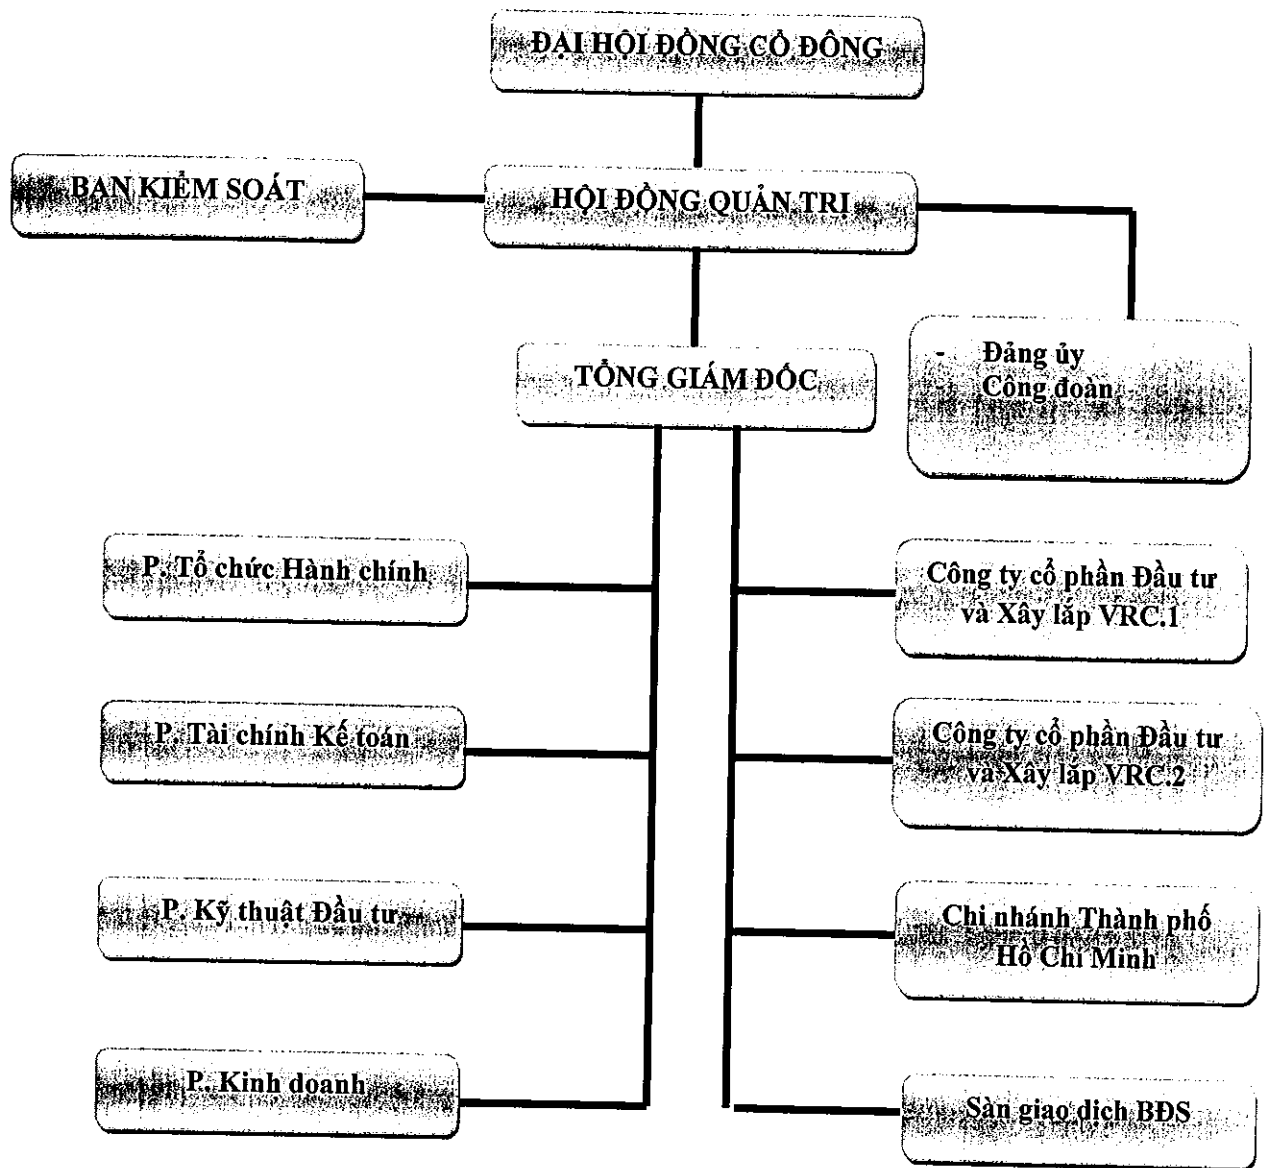 ĐẠI HỘI ĐỒNG CỔ ĐÔNG
BAN KIỂM SOÁT
HỘI ĐỒNG QUẢN TRỊ
TỔNG GIÁM ĐỐC
- Đảng ủy
- Công đoàn
P. Tổ chức Hành chính
Công ty cổ phần Đầu tư
và Xây lắp VRC.1
P. Tài chính Kế toán
Công ty cổ phần Đầu tư
và Xây lắp VRC.2
P. Kỹ thuật Đầu tư
Chi nhánh Thành phố
Hồ Chí Minh
P. Kinh doanh
Sàn giao dịch BĐS